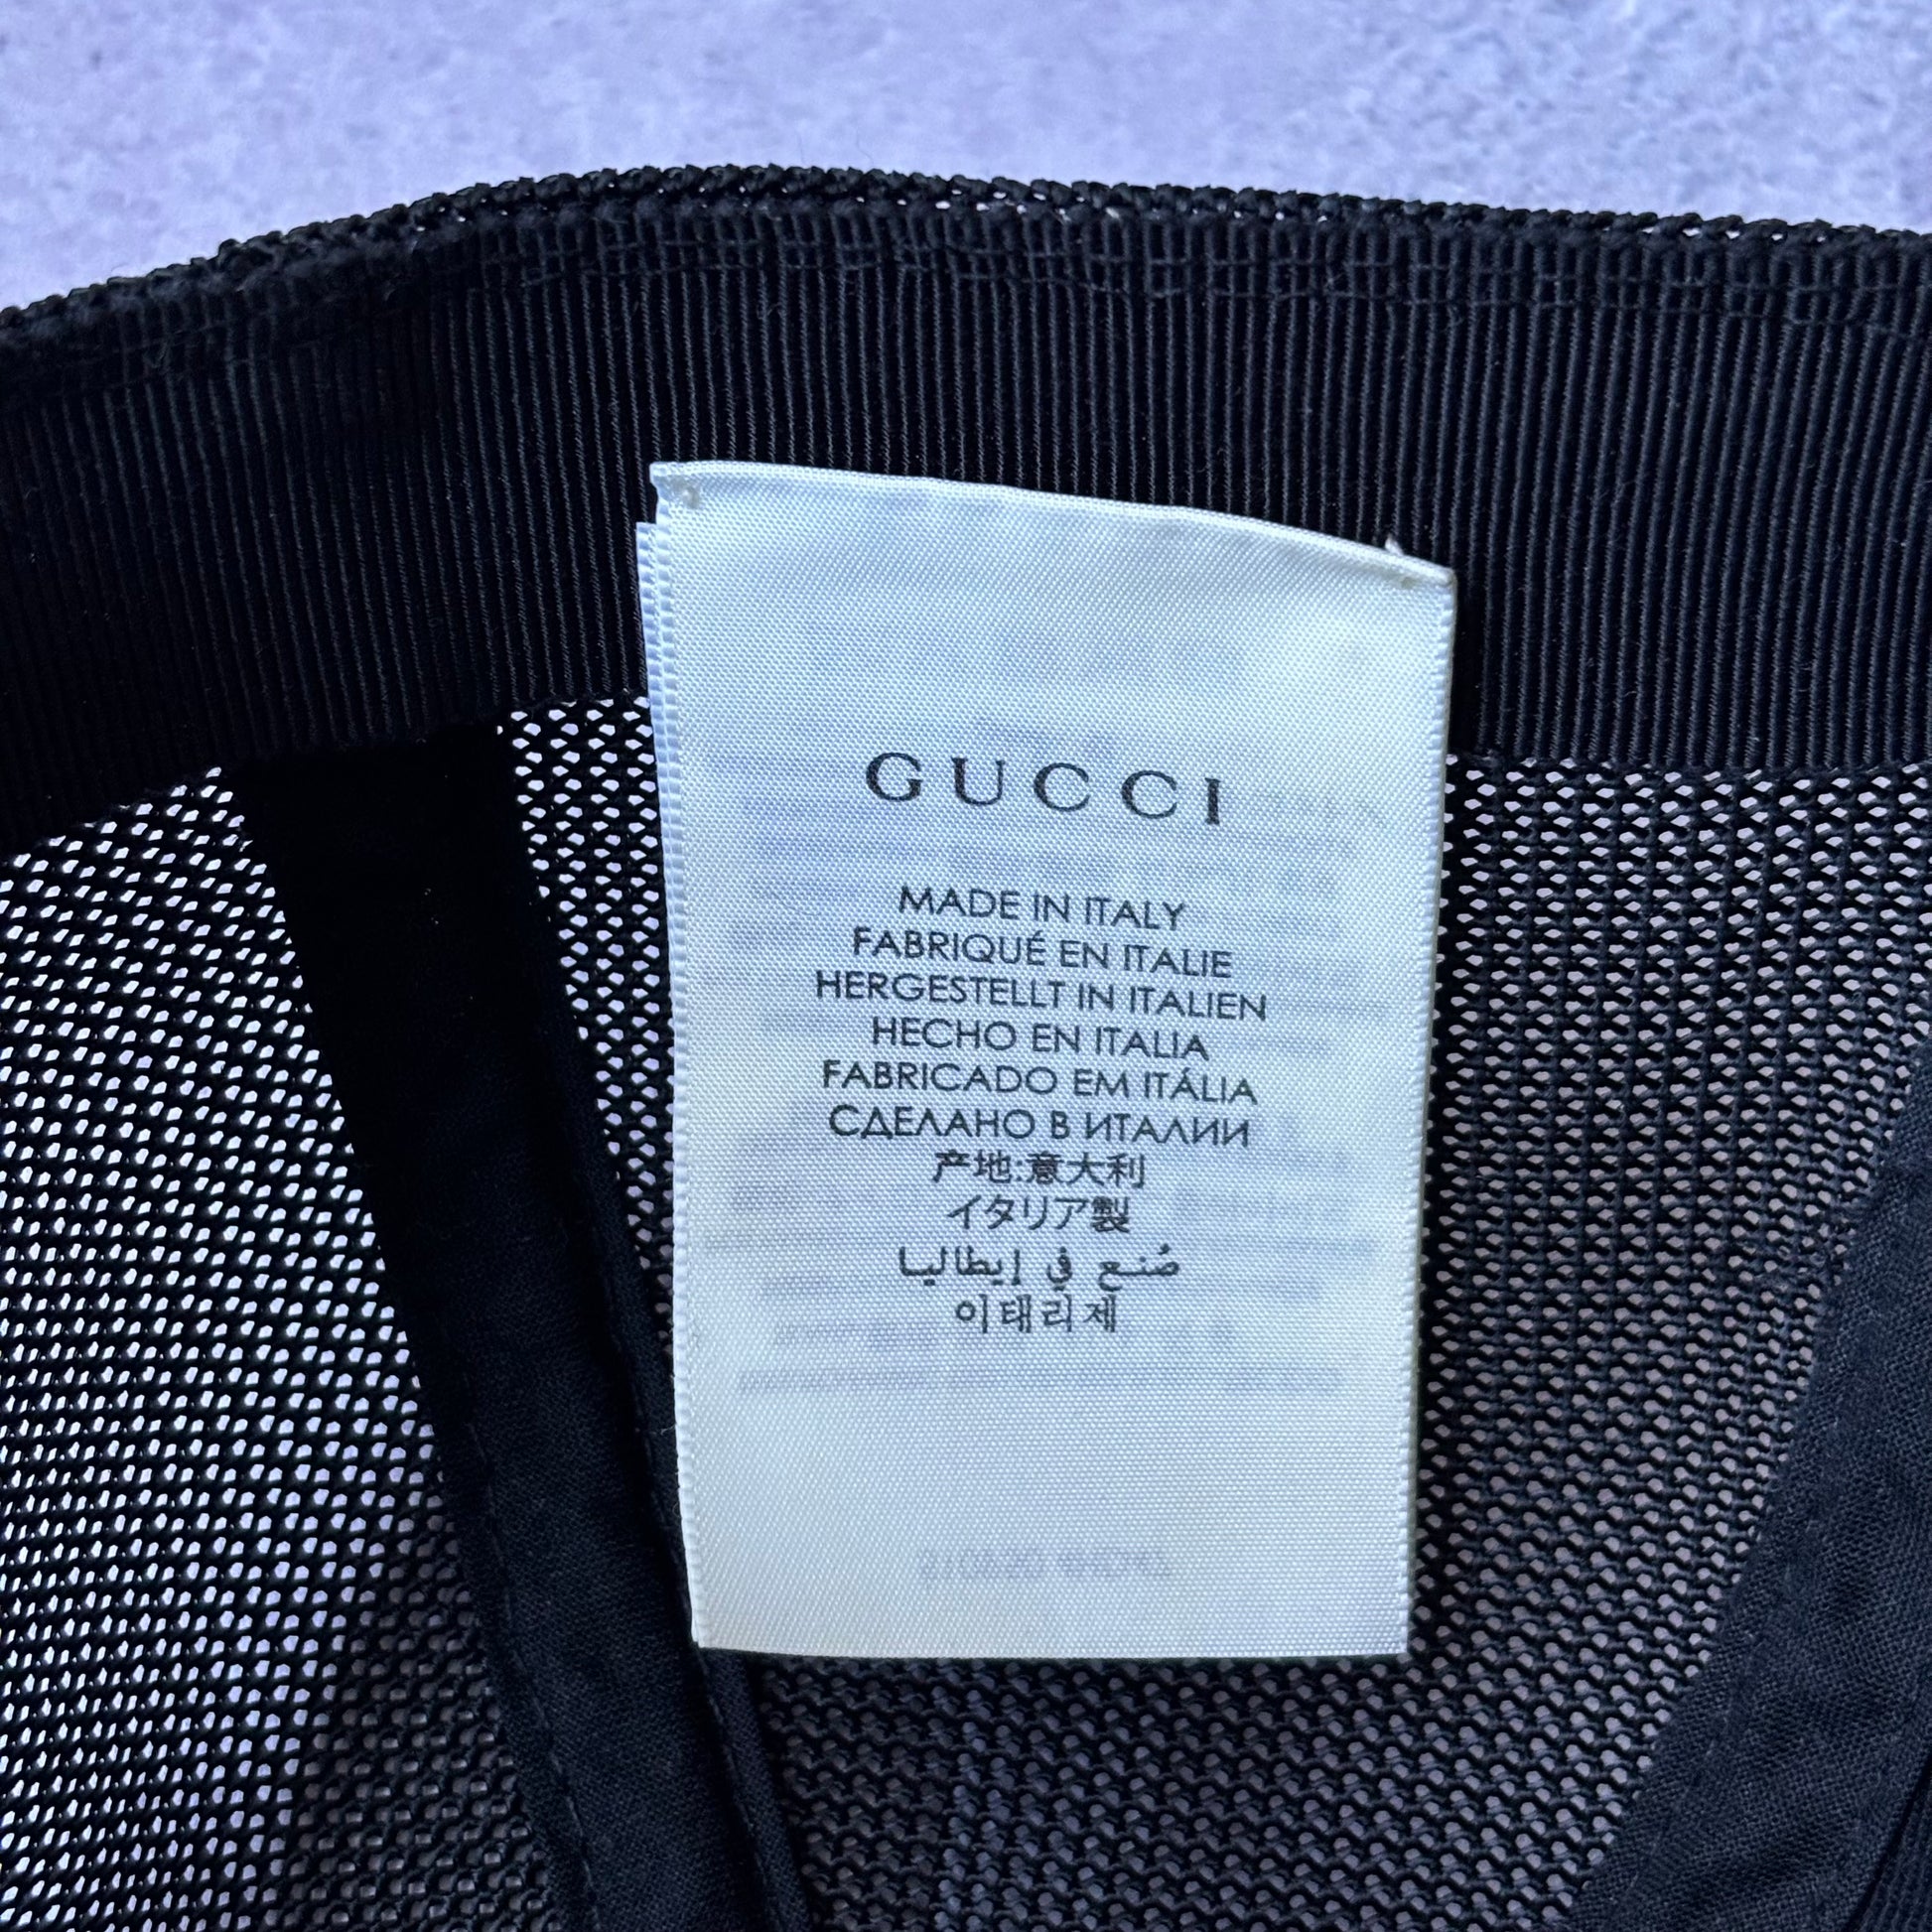 GUCCI
MADE IN ITALY
FABRIQUÉ EN ITALIE
HERGESTELLT IN ITALIEN
HECHO EN ITALIA
FABRICADO EM ITÁLIA
СДЕЛАНО В ИТАЛИИ
产地:意大利
イタリア製
صُنع في إيطاليا
이태리제